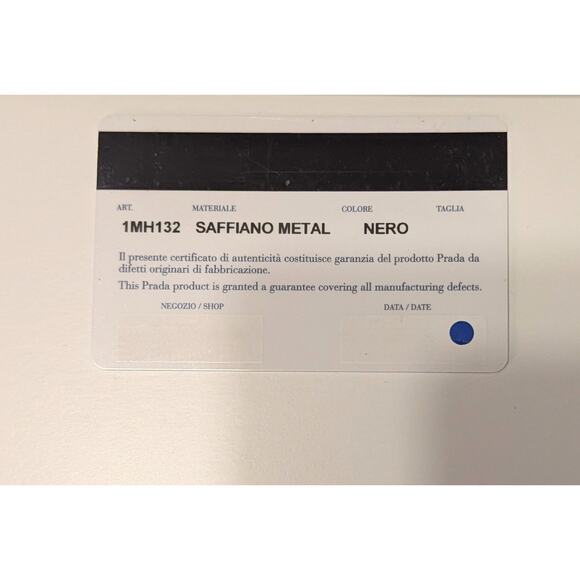 ART. MATERIALE COLORE TAGLIA
1MH132 SAFFIANO METAL NERO
Il presente certificato di autenticità costituisce garanzia del prodotto Prada da
difetti originari di fabbricazione.
This Prada product is granted a guarantee covering all manufacturing defects.
NEGOZIO / SHOP DATA / DATE